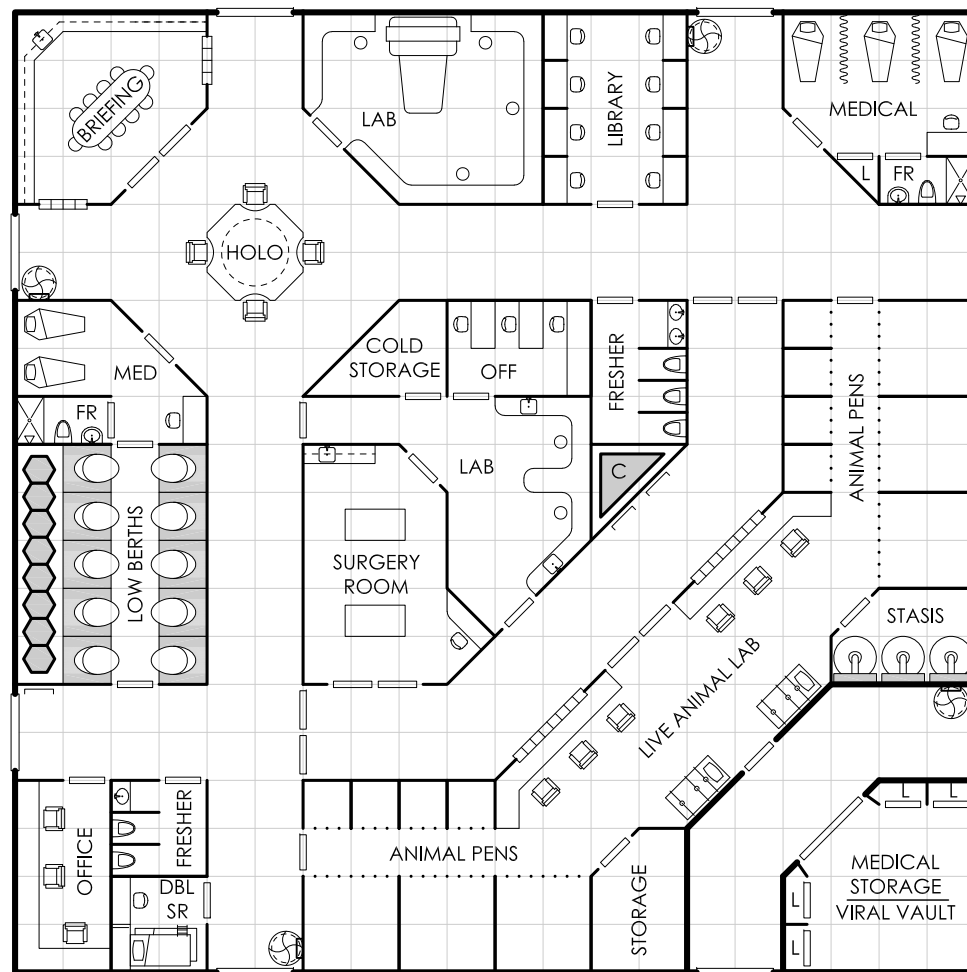 BRIEFING
LAB
LIBRARY
MEDICAL
L
FR
HOLO
MED
FR
COLD
STORAGE
OFF
FRESHER
ANIMAL PENS
LAB
C
LOW BERTHS
SURGERY
ROOM
STASIS
LIVE ANIMAL LAB
OFFICE
FRESHER
DBL
SR
ANIMAL PENS
STORAGE
L
L
MEDICAL
STORAGE
VIRAL VAULT
L
L